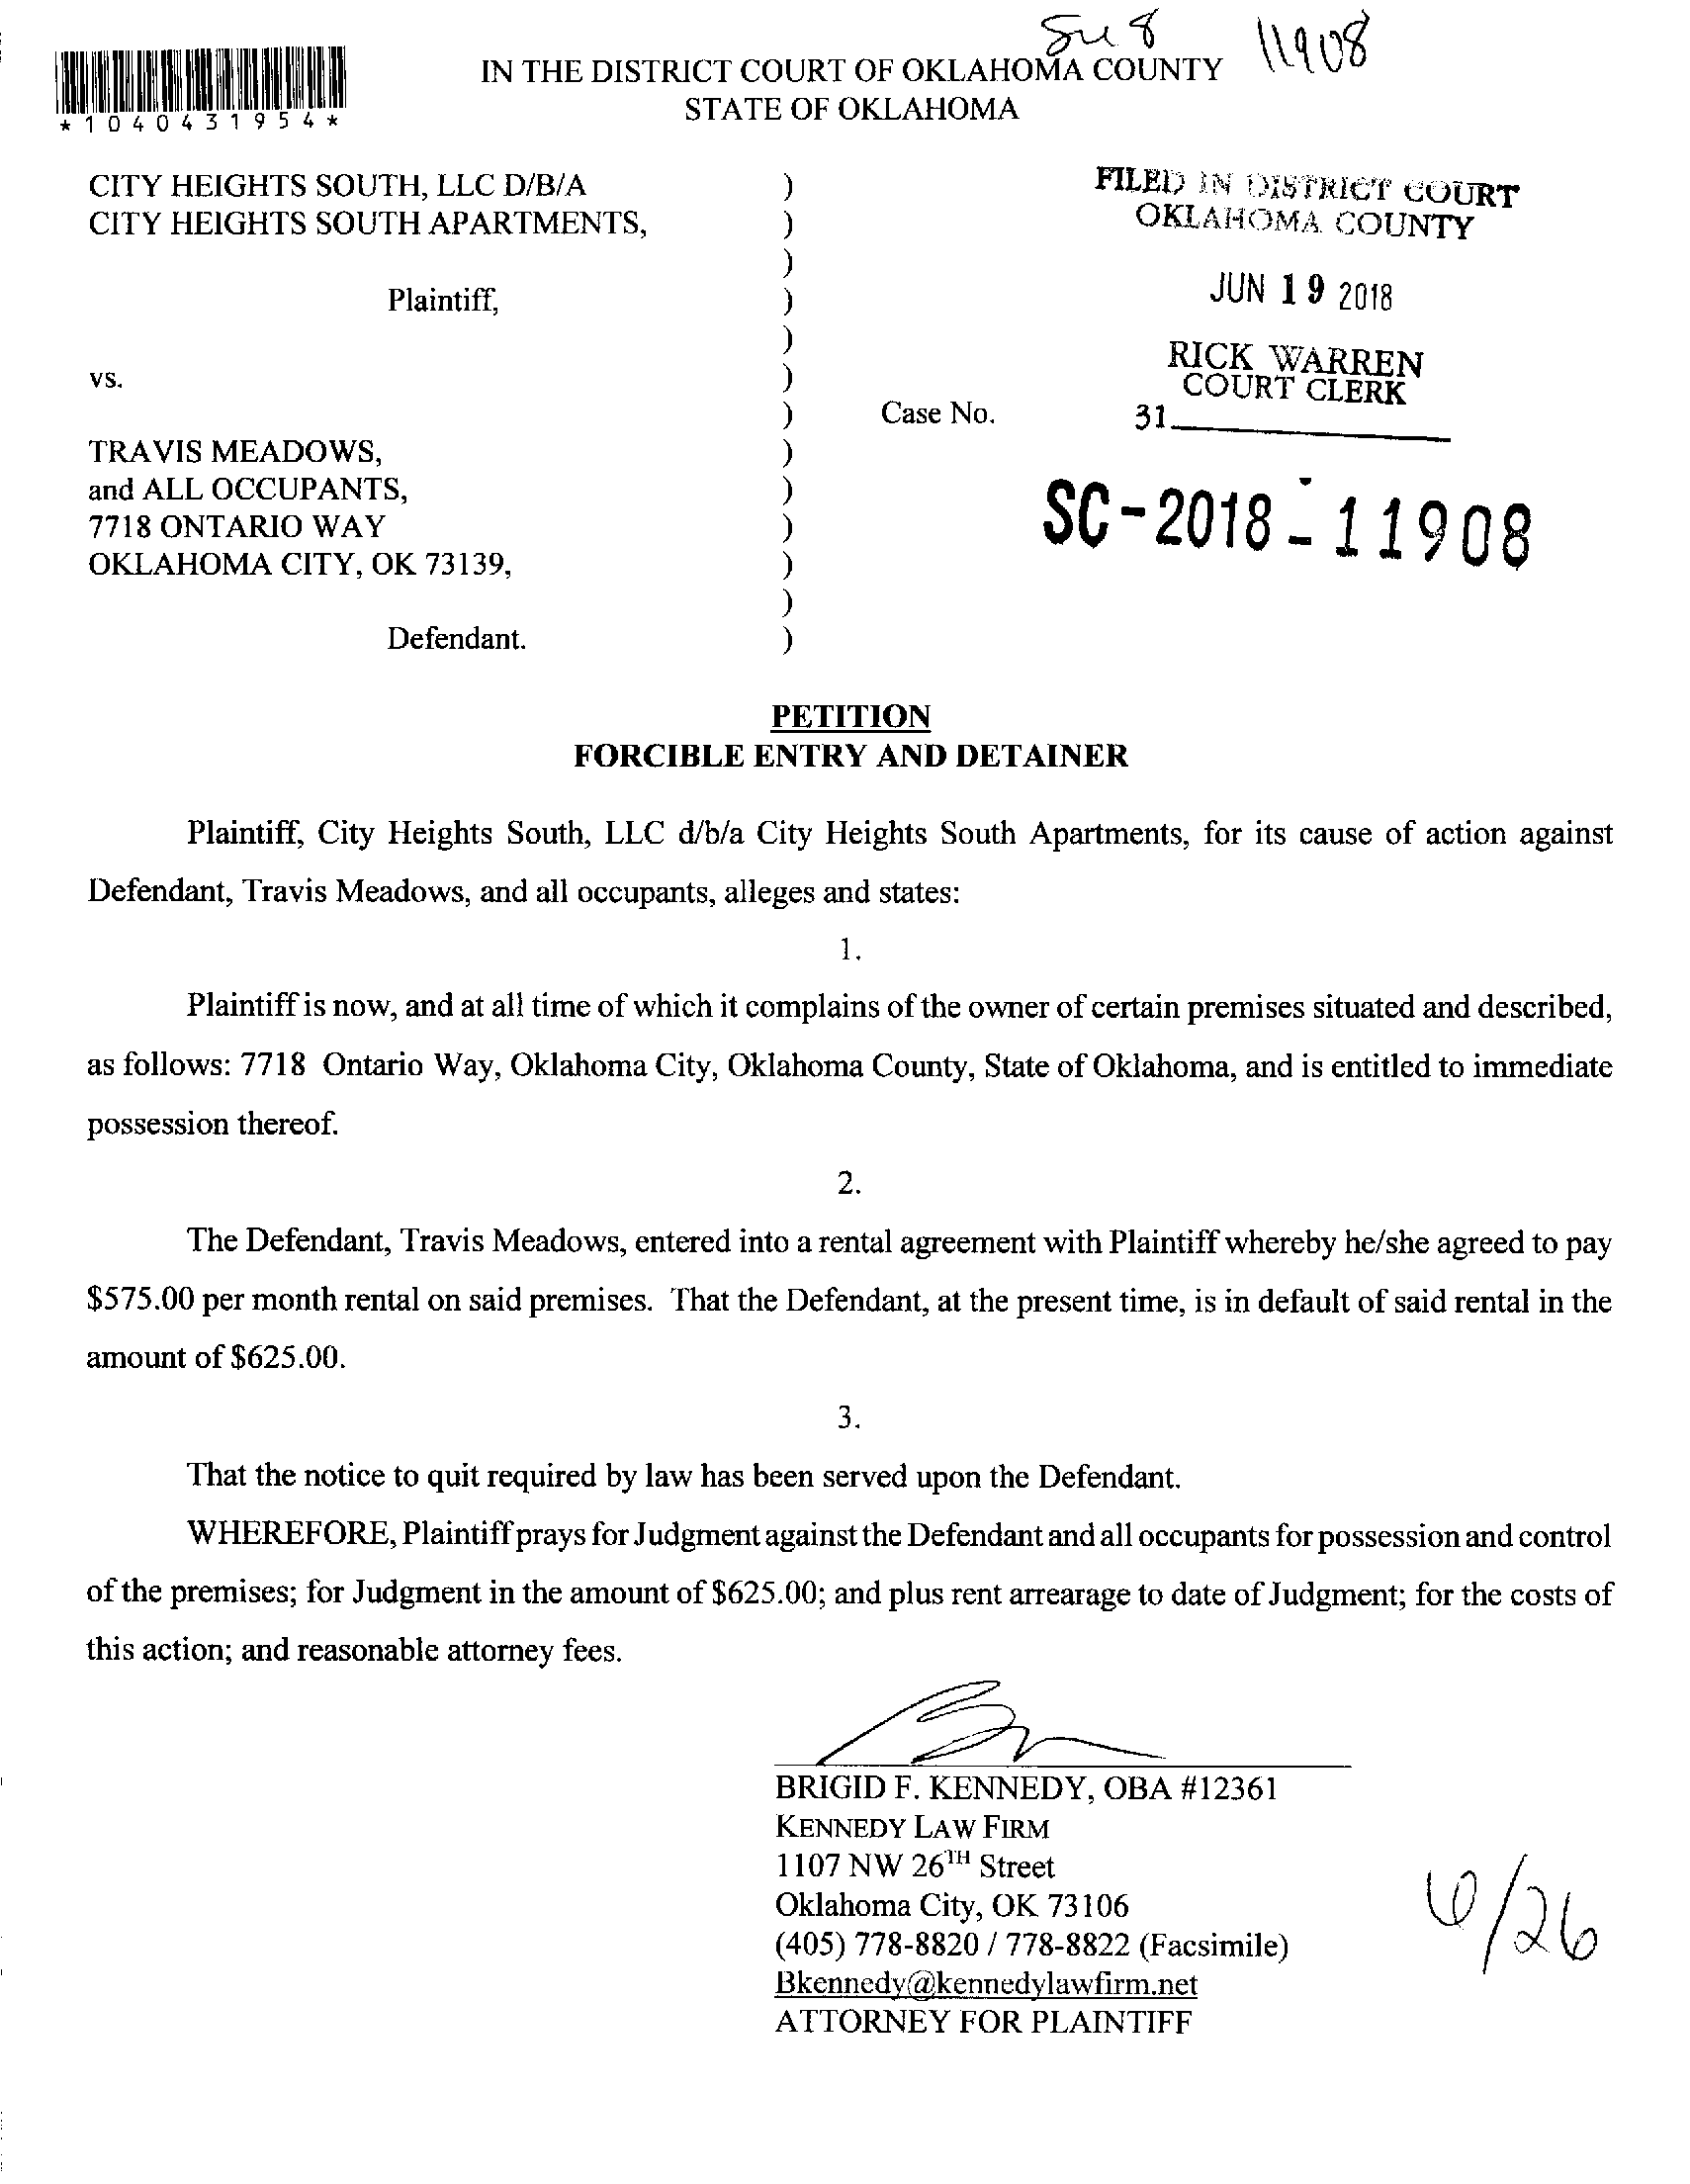 11908
IN THE DISTRICT COURT OF OKLAHOMA COUNTY
STATE OF OKLAHOMA
*1040431954*
CITY HEIGHTS SOUTH, LLC D/B/A )
CITY HEIGHTS SOUTH APARTMENTS, )
)
Plaintiff, )
)
vs. )
) Case No.
TRAVIS MEADOWS, )
and ALL OCCUPANTS, )
7718 ONTARIO WAY )
OKLAHOMA CITY, OK 73139, )
)
Defendant. )
FILED IN DISTRICT COURT
OKLAHOMA COUNTY
JUN 19 2018
RICK WARREN
COURT CLERK
31
SC-2018-11908
PETITION
FORCIBLE ENTRY AND DETAINER
Plaintiff, City Heights South, LLC d/b/a City Heights South Apartments, for its cause of action against
Defendant, Travis Meadows, and all occupants, alleges and states:
1.
Plaintiff is now, and at all time of which it complains of the owner of certain premises situated and described,
as follows: 7718 Ontario Way, Oklahoma City, Oklahoma County, State of Oklahoma, and is entitled to immediate
possession thereof.
2.
The Defendant, Travis Meadows, entered into a rental agreement with Plaintiff whereby he/she agreed to pay
$575.00 per month rental on said premises. That the Defendant, at the present time, is in default of said rental in the
amount of $625.00.
3.
That the notice to quit required by law has been served upon the Defendant.
WHEREFORE, Plaintiff prays for Judgment against the Defendant and all occupants for possession and control
of the premises; for Judgment in the amount of $625.00; and plus rent arrearage to date of Judgment; for the costs of
this action; and reasonable attorney fees.
BRIGID F. KENNEDY, OBA #12361
KENNEDY LAW FIRM
1107 NW 26TH Street
Oklahoma City, OK 73106
(405) 778-8820 / 778-8822 (Facsimile)
Bkennedy@kennedylawfirm.net
ATTORNEY FOR PLAINTIFF
6/26